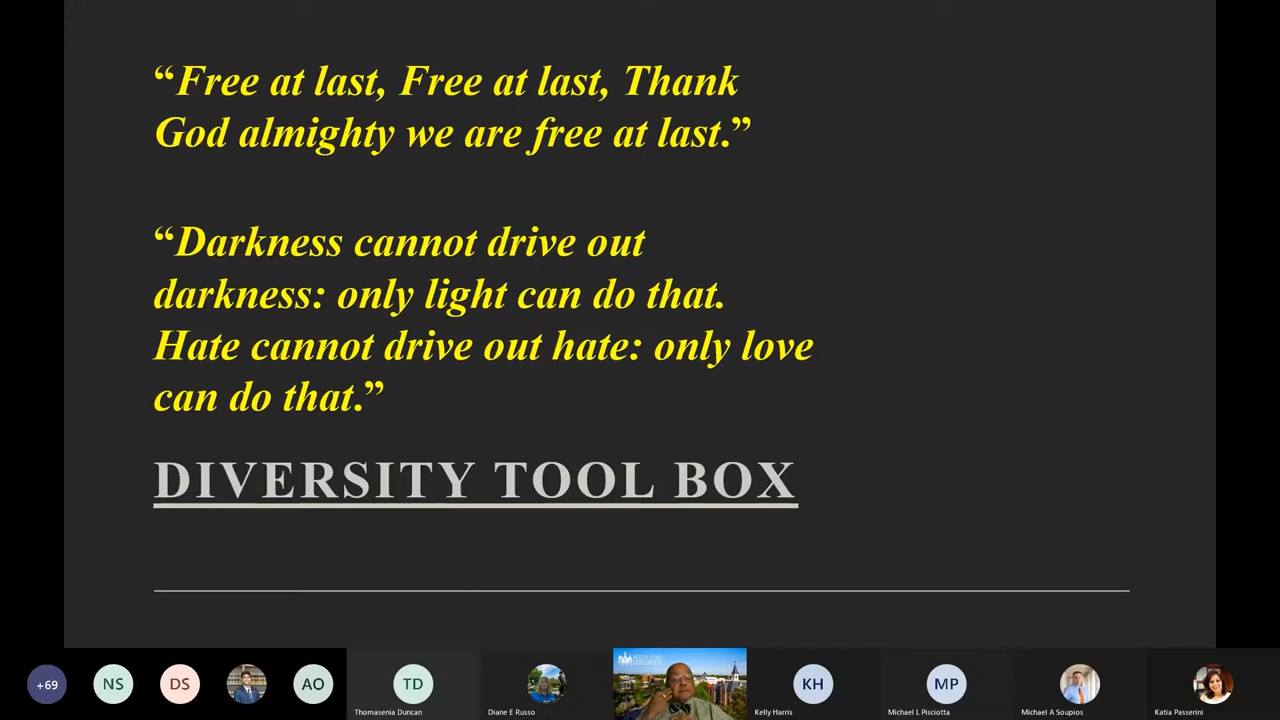 “Free at last, Free at last, Thank
God almighty we are free at last.”
“Darkness cannot drive out
darkness: only light can do that.
Hate cannot drive out hate: only love
can do that.”
DIVERSITY TOOL BOX
+69
NS
DS
AO
TD
KH
MP
Thomasenia Duncan
Diane E Russo
Kelly Harris
Michael L Pisciotta
Michael A Soupios
Katia Passerini